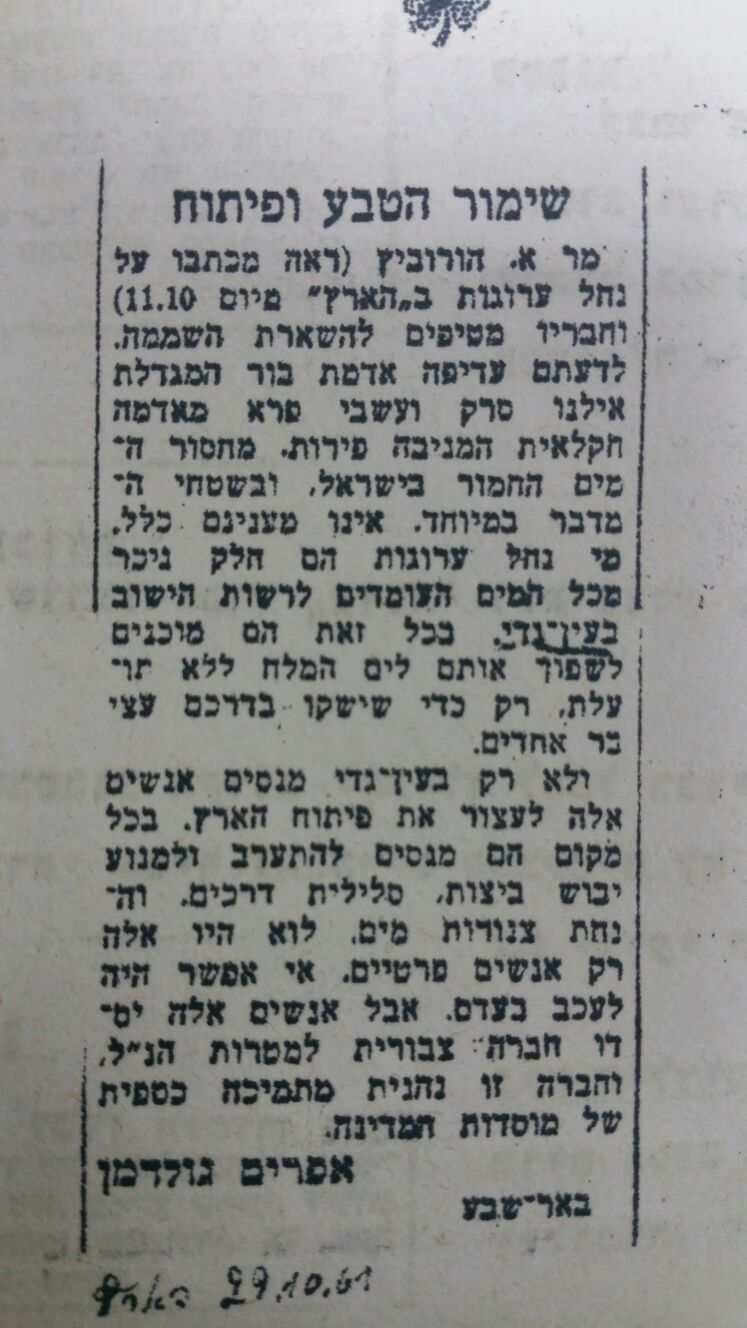 שימור הטבע ופיתוח
מר א. הורוביץ (ראה מכתבו על
נחל ערוגות ב„הארץ" מיום 11.10)
וחבריו מטיפים להשארת השממה.
לדעתם עדיפה אדמת בור המגדלת
אילנו סרק ועשבי פרא מאדמה
חקלאית המניבה פירות. מחסור ה־
מים החמור בישראל, ובשטחי ה־
מדבר במיוחד, אינו מענינם כלל.
מי נחל ערוגות הם חלק ניכר
מכל המים העומדים לרשות הישוב
בעין־גדי. בכל זאת הם מוכנים
לשפוך אותם לים המלח ללא תו־
עלת, רק כדי שישקו בדרכם עצי
בר אחדים.
ולא רק בעין־גדי מנסים אנשים
אלה לעצור את פיתוח הארץ. בכל
מקום הם מנסים להתערב ולמנוע
יבוש ביצות, סלילית דרכים, וה־
נחת צנורות מים. לוא היו אלה
רק אנשים פרטיים, אי אפשר היה
לעכב בעדם. אבל אנשים אלה יס־
דו חברה צבורית למטרות הנ"ל,
וחברה זו נהנית מתמיכה כספית
של מוסדות המדינה.
אפרים גולדמן
באר־שבע
הארץ 29.10.61